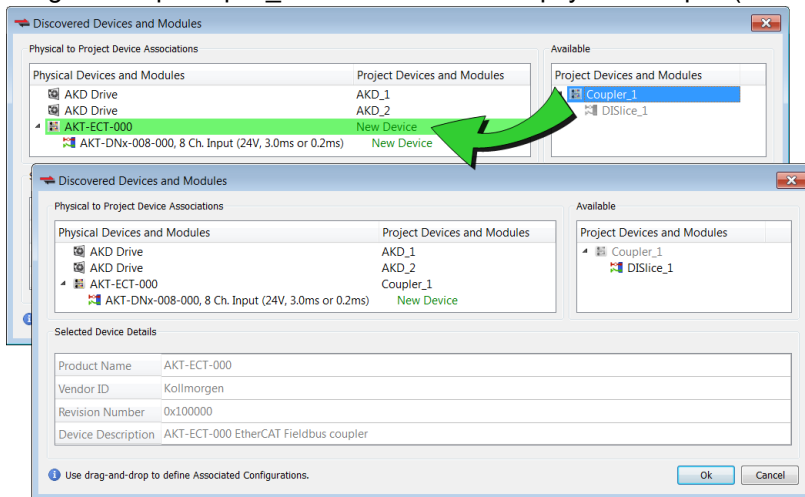 Discovered Devices and Modules
Physical to Project Device Associations
Available
Physical Devices and Modules Project Devices and Modules
Project Devices and Modules
AKD Drive AKD_1
Coupler_1
AKD Drive AKD_2
DISlice_1
AKT-ECT-000 New Device
AKT-DNx-008-000, 8 Ch. Input (24V, 3.0ms or 0.2ms) New Device
Discovered Devices and Modules
Physical to Project Device Associations
Available
Physical Devices and Modules Project Devices and Modules
Project Devices and Modules
AKD Drive AKD_1
Coupler_1
AKD Drive AKD_2
DISlice_1
AKT-ECT-000 Coupler_1
AKT-DNx-008-000, 8 Ch. Input (24V, 3.0ms or 0.2ms) New Device
Selected Device Details
Product Name AKT-ECT-000
Vendor ID Kollmorgen
Revision Number 0x100000
Device Description AKT-ECT-000 EtherCAT Fieldbus coupler
Use drag-and-drop to define Associated Configurations.
Ok Cancel